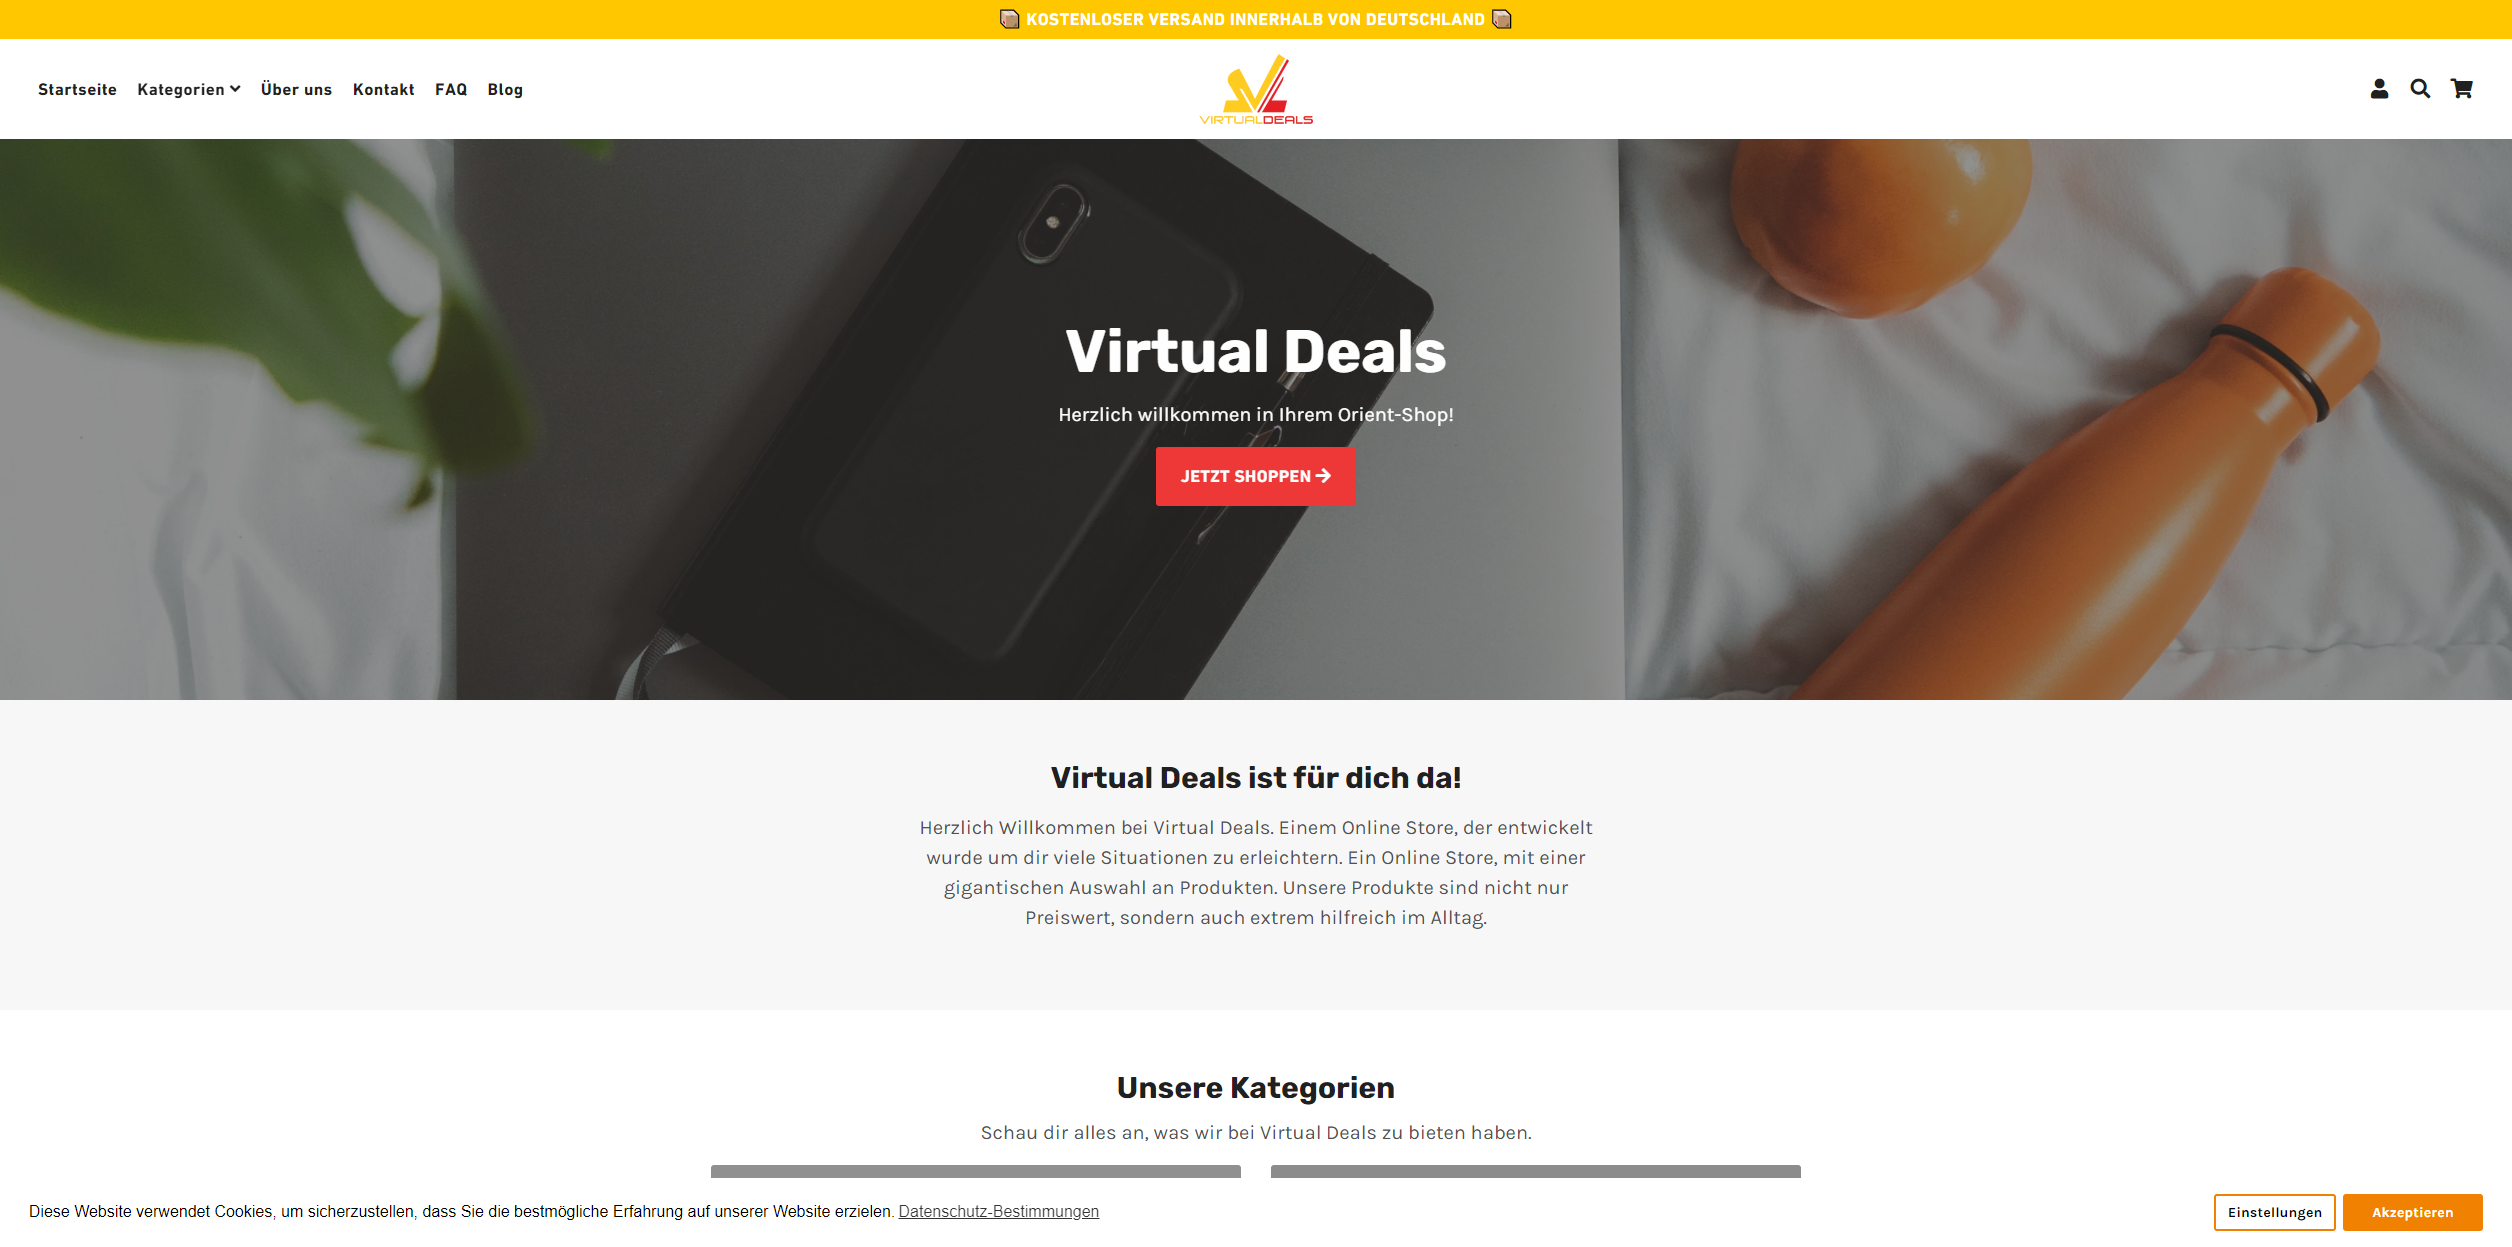 KOSTENLOSER VERSAND INNERHALB VON DEUTSCHLAND
Startseite Kategorien Über uns Kontakt FAQ Blog
VIRTUALDEALS
Virtual Deals
Herzlich willkommen in Ihrem Orient-Shop!
JETZT SHOPPEN
Virtual Deals ist für dich da!
Herzlich Willkommen bei Virtual Deals. Einem Online Store, der entwickelt
wurde um dir viele Situationen zu erleichtern. Ein Online Store, mit einer
gigantischen Auswahl an Produkten. Unsere Produkte sind nicht nur
Preiswert, sondern auch extrem hilfreich im Alltag.
Unsere Kategorien
Schau dir alles an, was wir bei Virtual Deals zu bieten haben.
Diese Website verwendet Cookies, um sicherzustellen, dass Sie die bestmögliche Erfahrung auf unserer Website erzielen. Datenschutz-Bestimmungen
Einstellungen
Akzeptieren